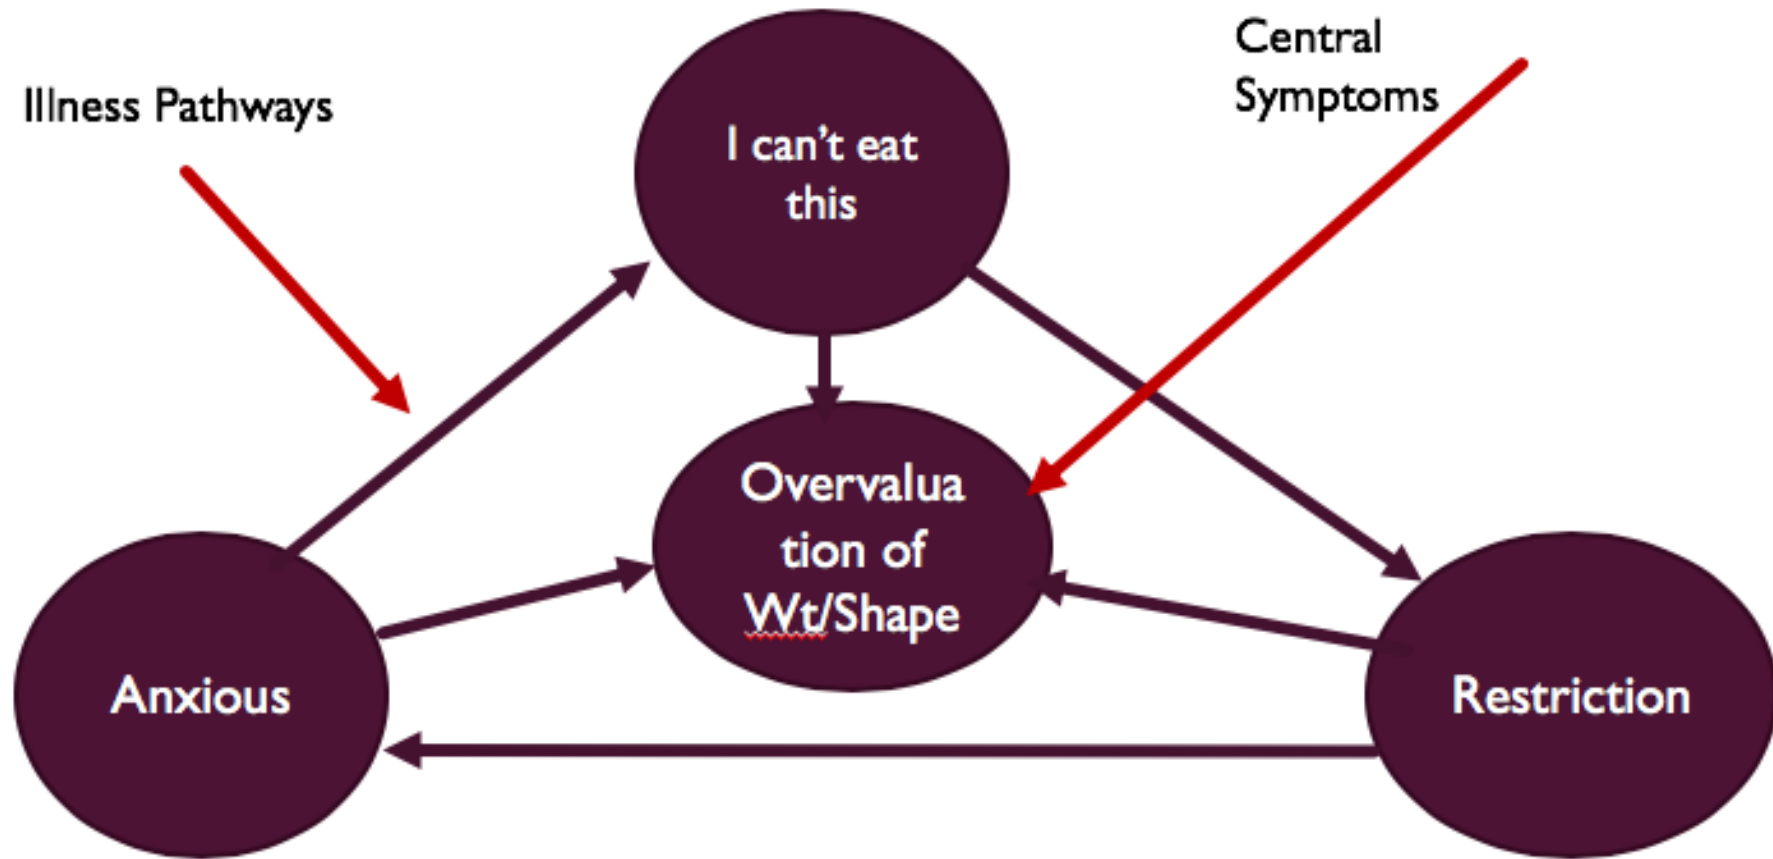 Central
Symptoms
Illness Pathways
I can't eat
this
Overvalua
tion of
Wt/Shape
Anxious
Restriction